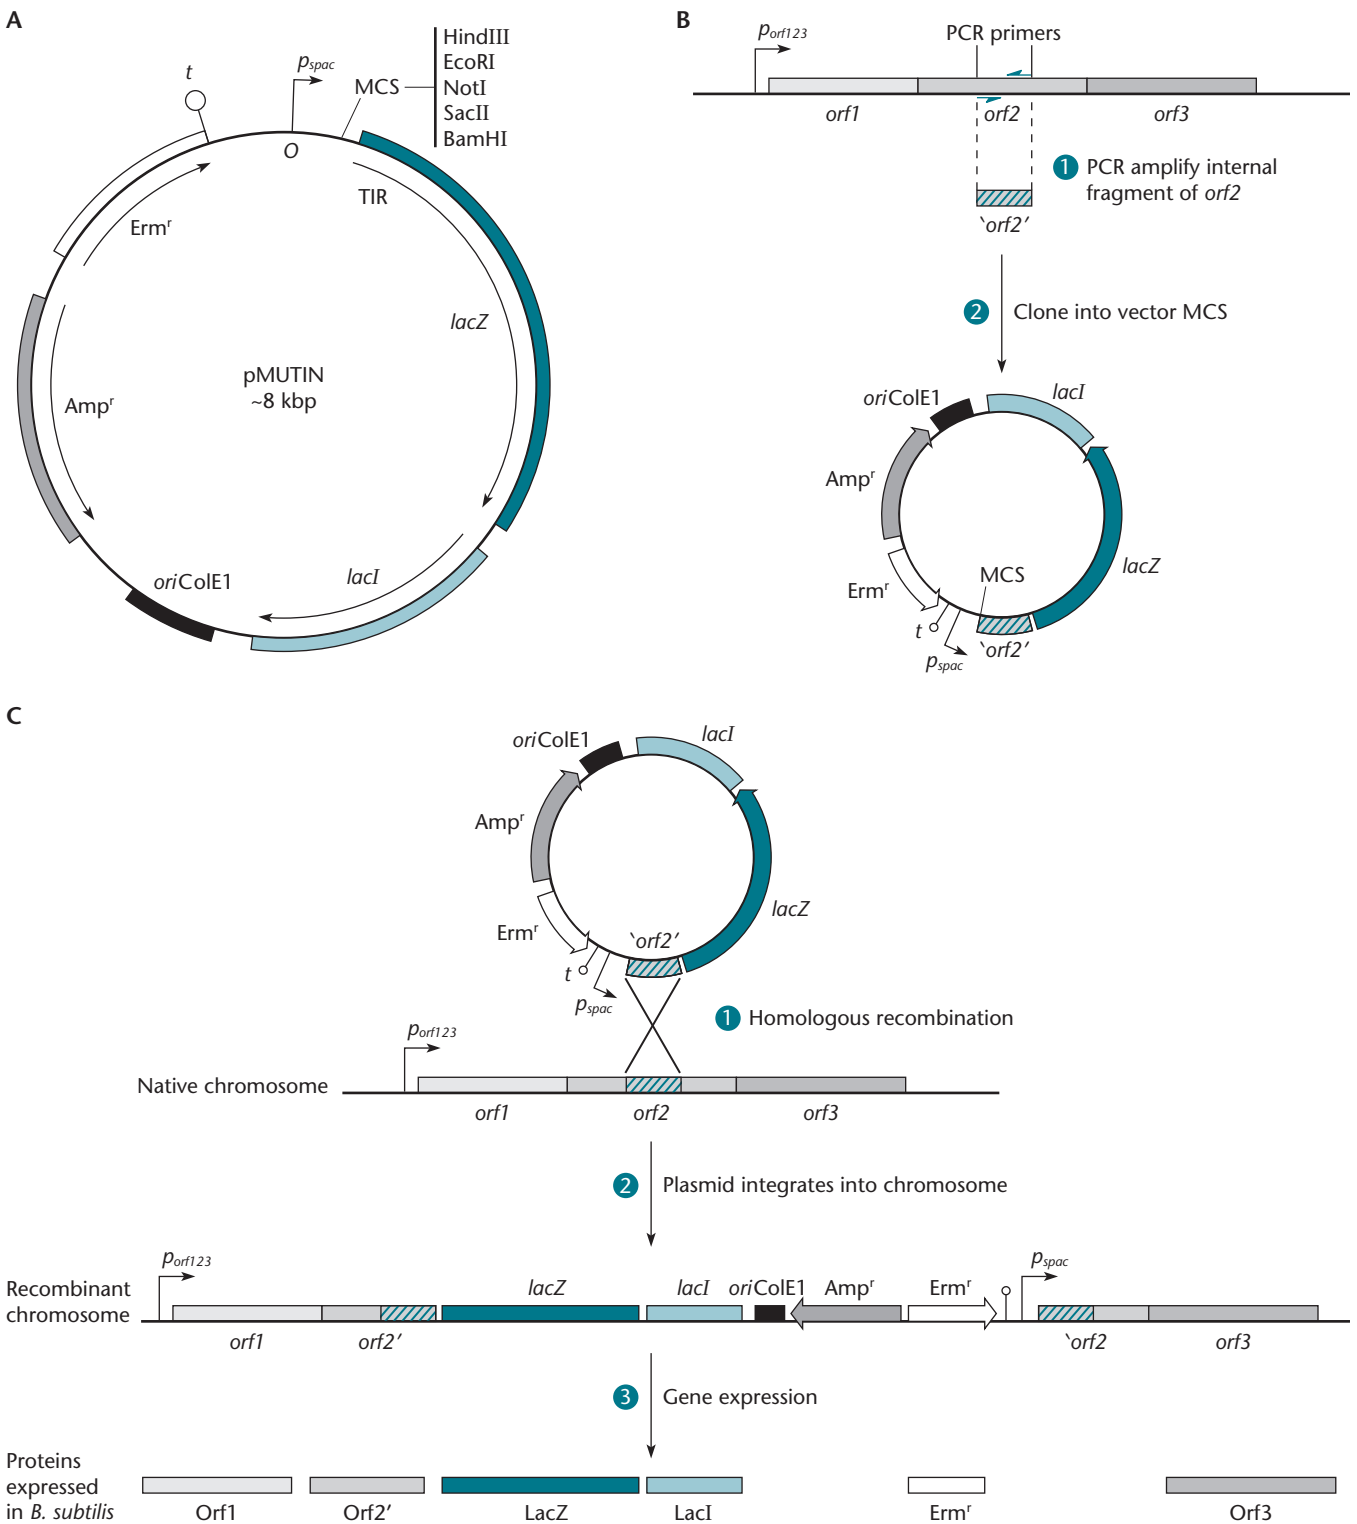 A
t
pspac
MCS
HindIII
EcoRI
NotI
SacII
BamHI
O
TIR
Ermʳ
lacZ
pMUTIN
~8 kbp
Ampʳ
oriColE1
lacI
B
porf123
PCR primers
orf1
orf2
orf3
1 PCR amplify internal
fragment of orf2
‵orf2′
2 Clone into vector MCS
oriColE1
lacI
Ampʳ
MCS
lacZ
Ermʳ
t
pspac
‵orf2′
C
oriColE1
lacI
Ampʳ
lacZ
Ermʳ
‵orf2′
t
pspac
1 Homologous recombination
porf123
Native chromosome
orf1
orf2
orf3
2 Plasmid integrates into chromosome
porf123
pspac
Recombinant
chromosome
lacZ
lacI
oriColE1
Ampʳ
Ermʳ
orf1
orf2′
‵orf2
orf3
3 Gene expression
Proteins
expressed
in B. subtilis
Orf1
Orf2′
LacZ
LacI
Ermʳ
Orf3